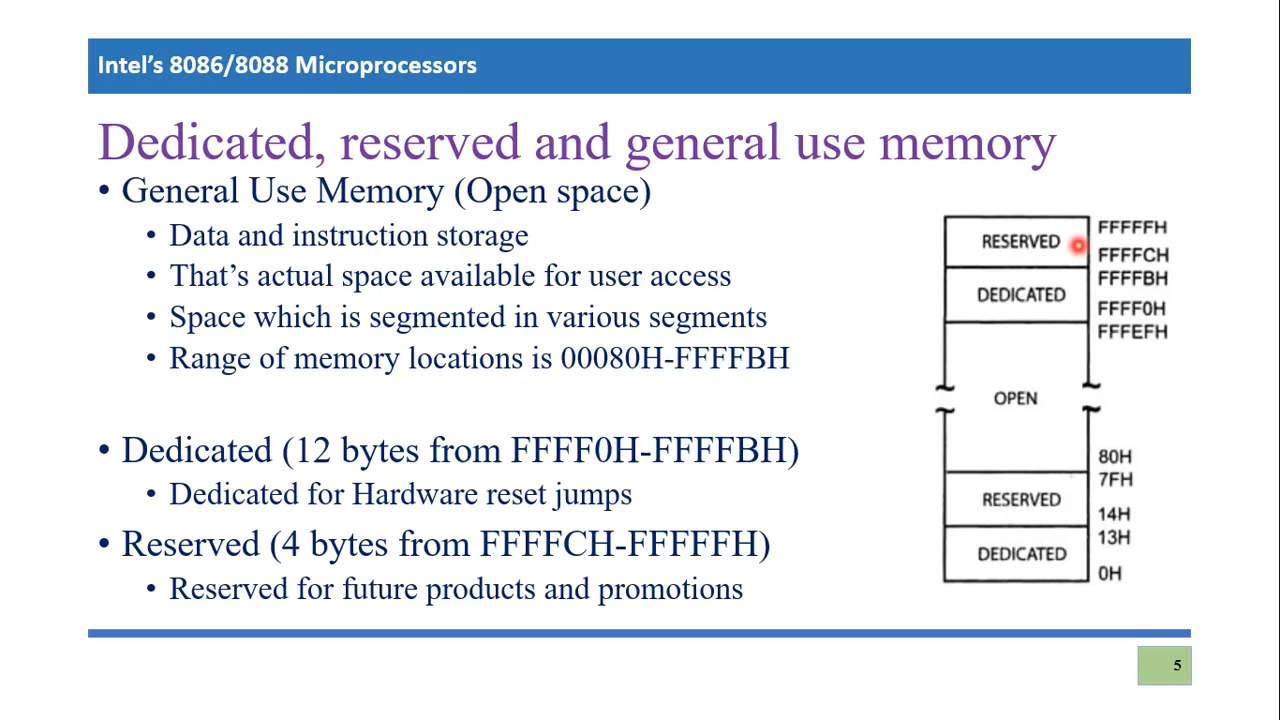 Intel's 8086/8088 Microprocessors
Dedicated, reserved and general use memory
• General Use Memory (Open space)
• Data and instruction storage
• That's actual space available for user access
• Space which is segmented in various segments
• Range of memory locations is 00080H-FFFFBH
• Dedicated (12 bytes from FFFF0H-FFFFBH)
• Dedicated for Hardware reset jumps
• Reserved (4 bytes from FFFFCH-FFFFFH)
• Reserved for future products and promotions
FFFFFH
RESERVED
FFFFCH
FFFFBH
DEDICATED
FFFF0H
FFFEFH
OPEN
80H
7FH
RESERVED
14H
13H
DEDICATED
0H
5